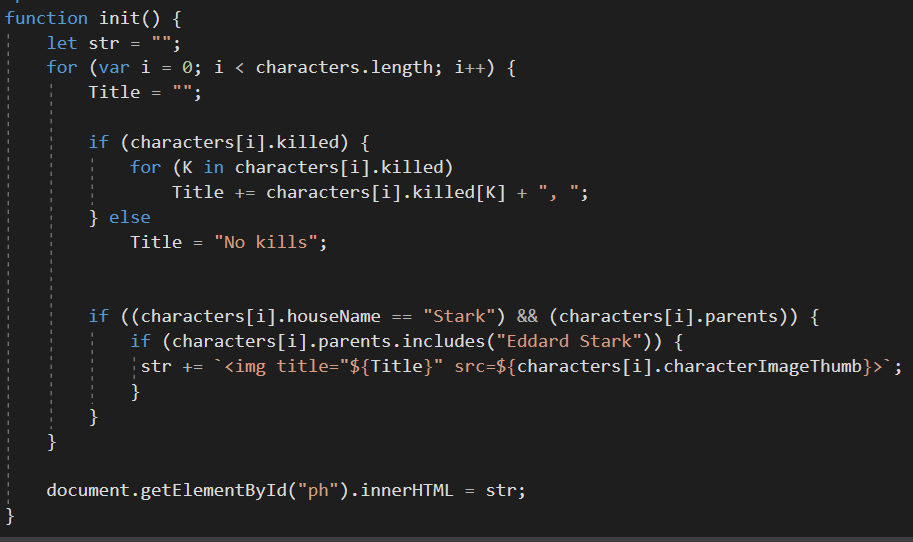 function init() {
    let str = "";
    for (var i = 0; i < characters.length; i++) {
        Title = "";
        if (characters[i].killed) {
            for (K in characters[i].killed)
                Title += characters[i].killed[K] + ", ";
        } else
            Title = "No kills";
        if ((characters[i].houseName == "Stark") && (characters[i].parents)) {
            if (characters[i].parents.includes("Eddard Stark")) {
             str += `<img title="${Title}" src=${characters[i].characterImageThumb}>`;
            }
        }
    }
    document.getElementById("ph").innerHTML = str;
}